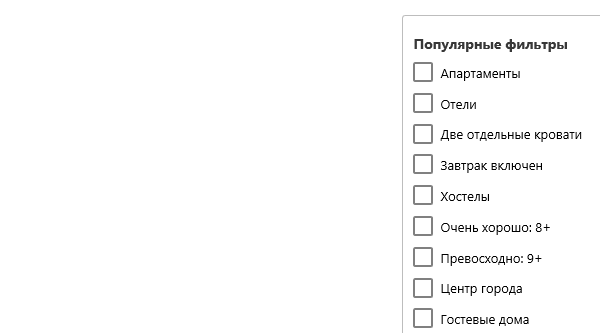 Популярные фильтры
Апартаменты
Отели
Две отдельные кровати
Завтрак включен
Хостелы
Очень хорошо: 8+
Превосходно: 9+
Центр города
Гостевые дома